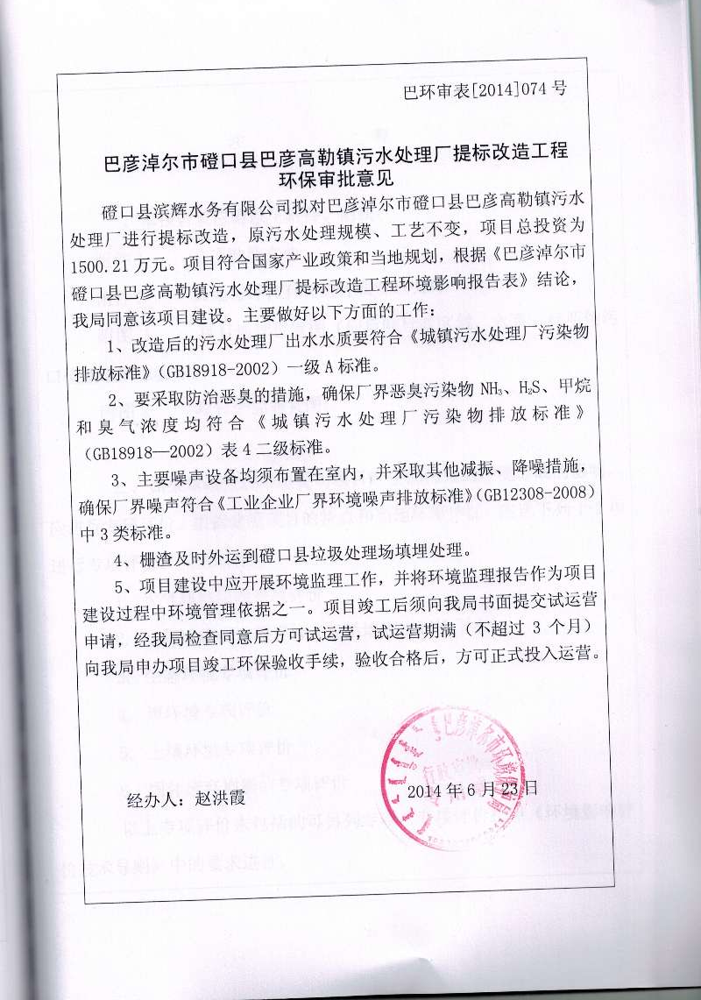 巴环审表[2014]074号
巴彦淖尔市磴口县巴彦高勒镇污水处理厂提标改造工程
环保审批意见
磴口县滨辉水务有限公司拟对巴彦淖尔市磴口县巴彦高勒镇污水
处理厂进行提标改造，原污水处理规模、工艺不变，项目总投资为
1500.21万元。项目符合国家产业政策和当地规划，根据《巴彦淖尔市
磴口县巴彦高勒镇污水处理厂提标改造工程环境影响报告表》结论，
我局同意该项目建设。主要做好以下方面的工作：
1、改造后的污水处理厂出水水质要符合《城镇污水处理厂污染物
排放标准》（GB18918-2002）一级A标准。
2、要采取防治恶臭的措施，确保厂界恶臭污染物NH₃、H₂S、甲烷
和臭气浓度均符合《城镇污水处理厂污染物排放标准》
（GB18918—2002）表4二级标准。
3、主要噪声设备均须布置在室内，并采取其他减振、降噪措施，
确保厂界噪声符合《工业企业厂界环境噪声排放标准》（GB12308-2008）
中3类标准。
4、栅渣及时外运到磴口县垃圾处理场填埋处理。
5、项目建设中应开展环境监理工作，并将环境监理报告作为项目
建设过程中环境管理依据之一。项目竣工后须向我局书面提交试运营
申请，经我局检查同意后方可试运营，试运营期满（不超过3个月）
向我局申办项目竣工环保验收手续，验收合格后，方可正式投入运营。
巴彦淖尔市环境保护局
经办人：赵洪霞
2014年6月23日